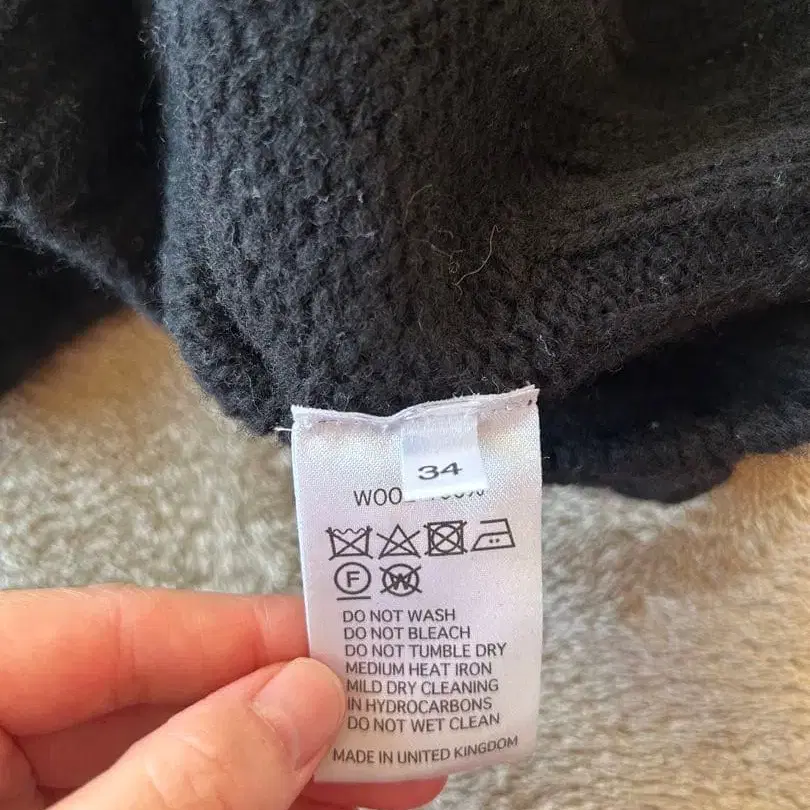 34
F W
DO NOT WASH
DO NOT BLEACH
DO NOT TUMBLE DRY
MEDIUM HEAT IRON
MILD DRY CLEANING
IN HYDROCARBONS
DO NOT WET CLEAN
MADE IN UNITED KINGDOM